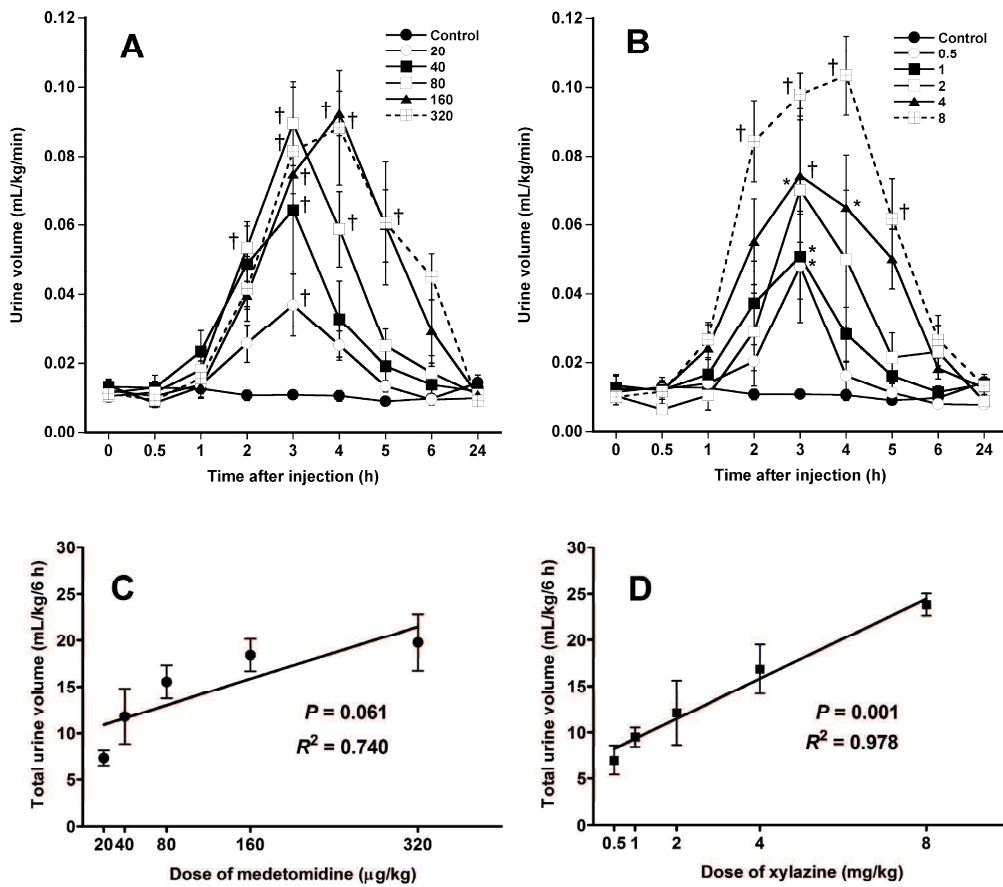 A
Control
20
40
80
160
320
0.12
0.10
0.08
0.06
0.04
0.02
0.00
Urine volume (mL/kg/min)
† † † † † † † † † †
0 0.5 1 2 3 4 5 6 24
Time after injection (h)
B
Control
0.5
1
2
4
8
0.12
0.10
0.08
0.06
0.04
0.02
0.00
Urine volume (mL/kg/min)
† † † † † * * * *
0 0.5 1 2 3 4 5 6 24
Time after injection (h)
C
30
25
20
15
10
5
0
Total urine volume (mL/kg/6 h)
P = 0.061
R² = 0.740
20 40 80 160 320
Dose of medetomidine (μg/kg)
D
30
25
20
15
10
5
0
Total urine volume (mL/kg/6 h)
P = 0.001
R² = 0.978
0.5 1 2 4 8
Dose of xylazine (mg/kg)